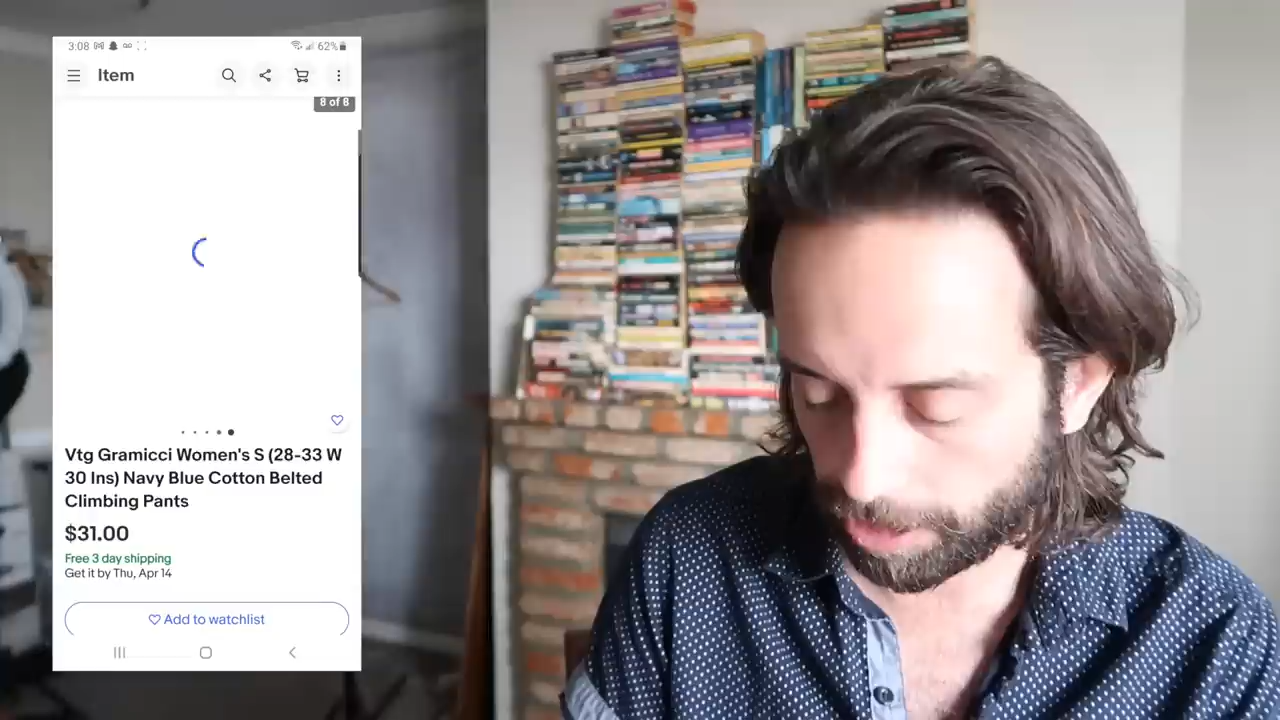 3:08
62%
Item
8 of 8
Vtg Gramicci Women's S (28-33 W
30 Ins) Navy Blue Cotton Belted
Climbing Pants
$31.00
Free 3 day shipping
Get it by Thu, Apr 14
Add to watchlist